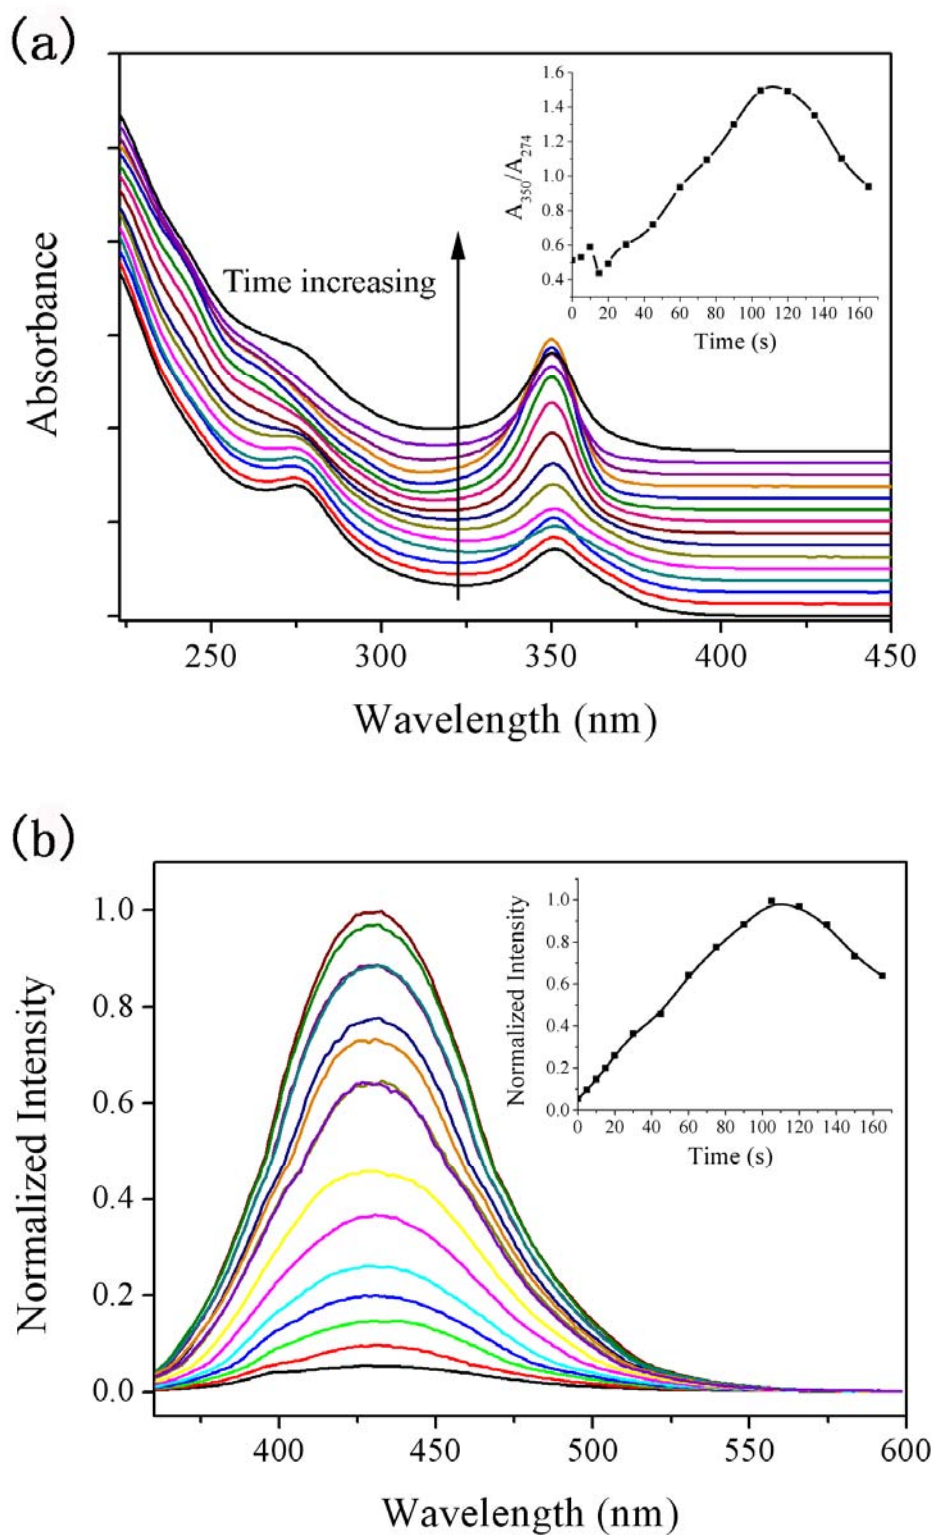 (a)
Absorbance
Time increasing
A350/A274
1.6
1.4
1.2
1.0
0.8
0.6
0.4
0 20 40 60 80 100 120 140 160
Time (s)
250 300 350 400 450
Wavelength (nm)
(b)
Normalized Intensity
1.0
0.8
0.6
0.4
0.2
0.0
Normalized Intensity
1.0
0.8
0.6
0.4
0.2
0.0
0 20 40 60 80 100 120 140 160
Time (s)
400 450 500 550 600
Wavelength (nm)